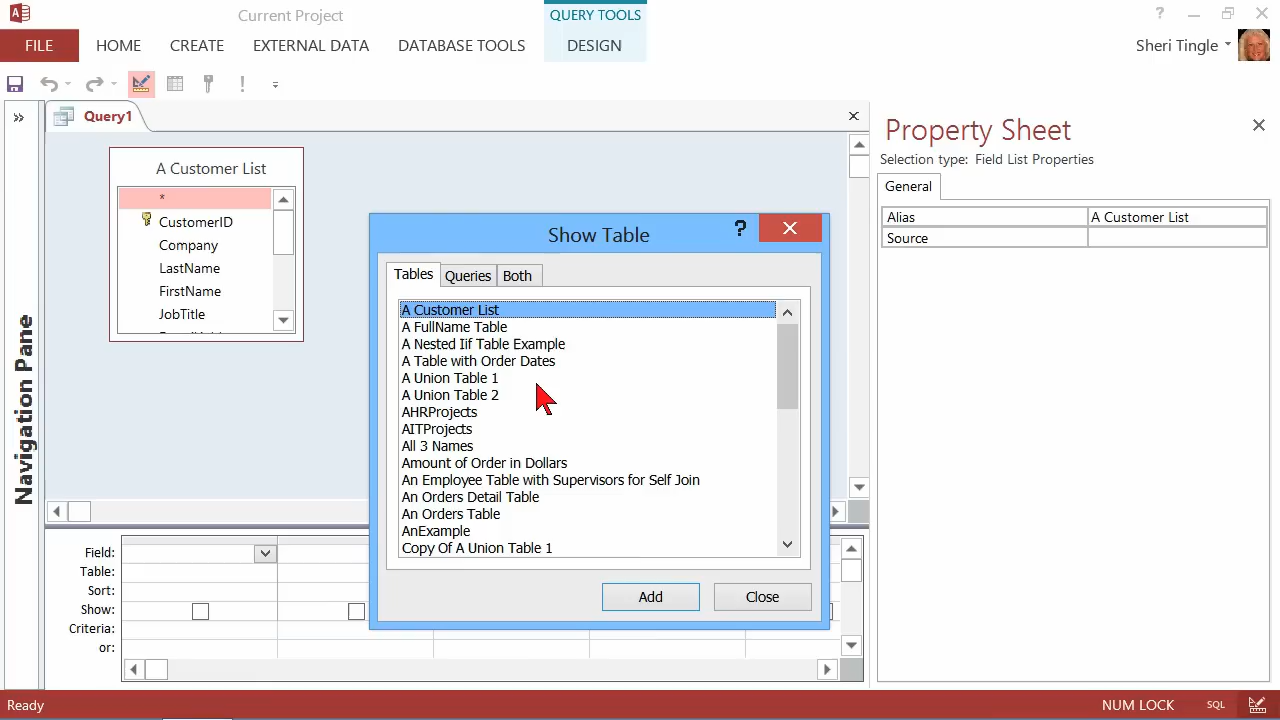 Current Project
QUERY TOOLS
?
FILE
HOME
CREATE
EXTERNAL DATA
DATABASE TOOLS
DESIGN
Sheri Tingle
Navigation Pane
Query1
A Customer List
*
CustomerID
Company
LastName
FirstName
JobTitle
Show Table
?
Tables
Queries
Both
A Customer List
A FullName Table
A Nested Iif Table Example
A Table with Order Dates
A Union Table 1
A Union Table 2
AHRProjects
AITProjects
All 3 Names
Amount of Order in Dollars
An Employee Table with Supervisors for Self Join
An Orders Detail Table
An Orders Table
AnExample
Copy Of A Union Table 1
Add
Close
Field:
Table:
Sort:
Show:
Criteria:
or:
Property Sheet
Selection type: Field List Properties
General
Alias A Customer List
Source
Ready
NUM LOCK
SQL